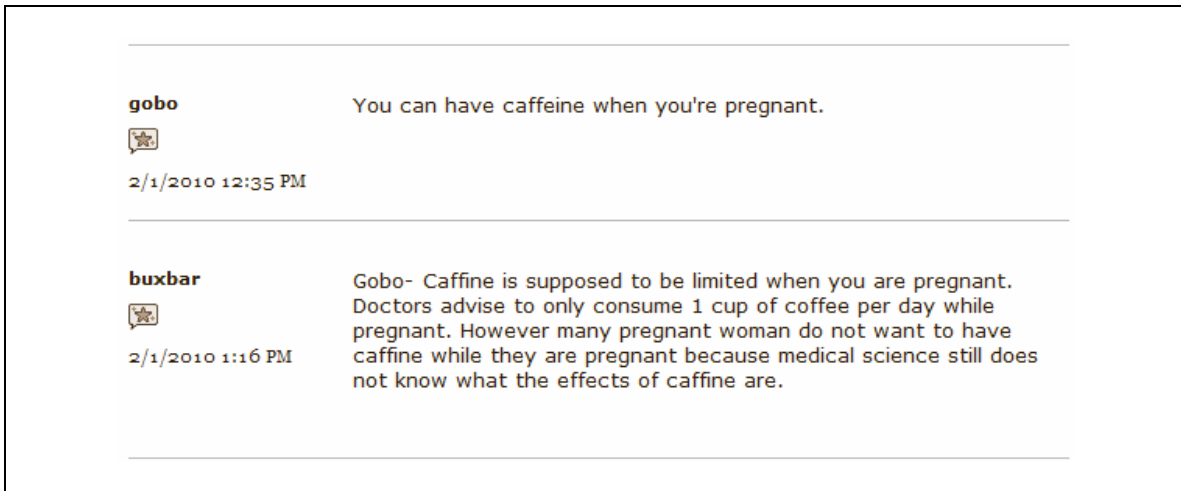 gobo
You can have caffeine when you're pregnant.
2/1/2010 12:35 PM
buxbar
Gobo- Caffine is supposed to be limited when you are pregnant.
Doctors advise to only consume 1 cup of coffee per day while
pregnant. However many pregnant woman do not want to have
caffine while they are pregnant because medical science still does
not know what the effects of caffine are.
2/1/2010 1:16 PM